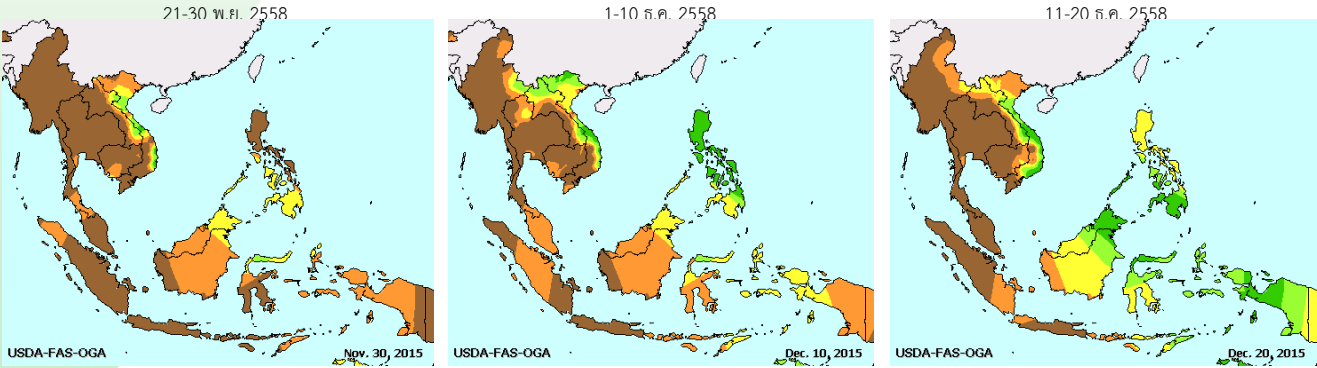 21-30 พ.ย. 2558
1-10 ธ.ค. 2558
11-20 ธ.ค. 2558
USDA-FAS-OGA
Nov. 30, 2015
USDA-FAS-OGA
Dec. 10, 2015
USDA-FAS-OGA
Dec. 20, 2015